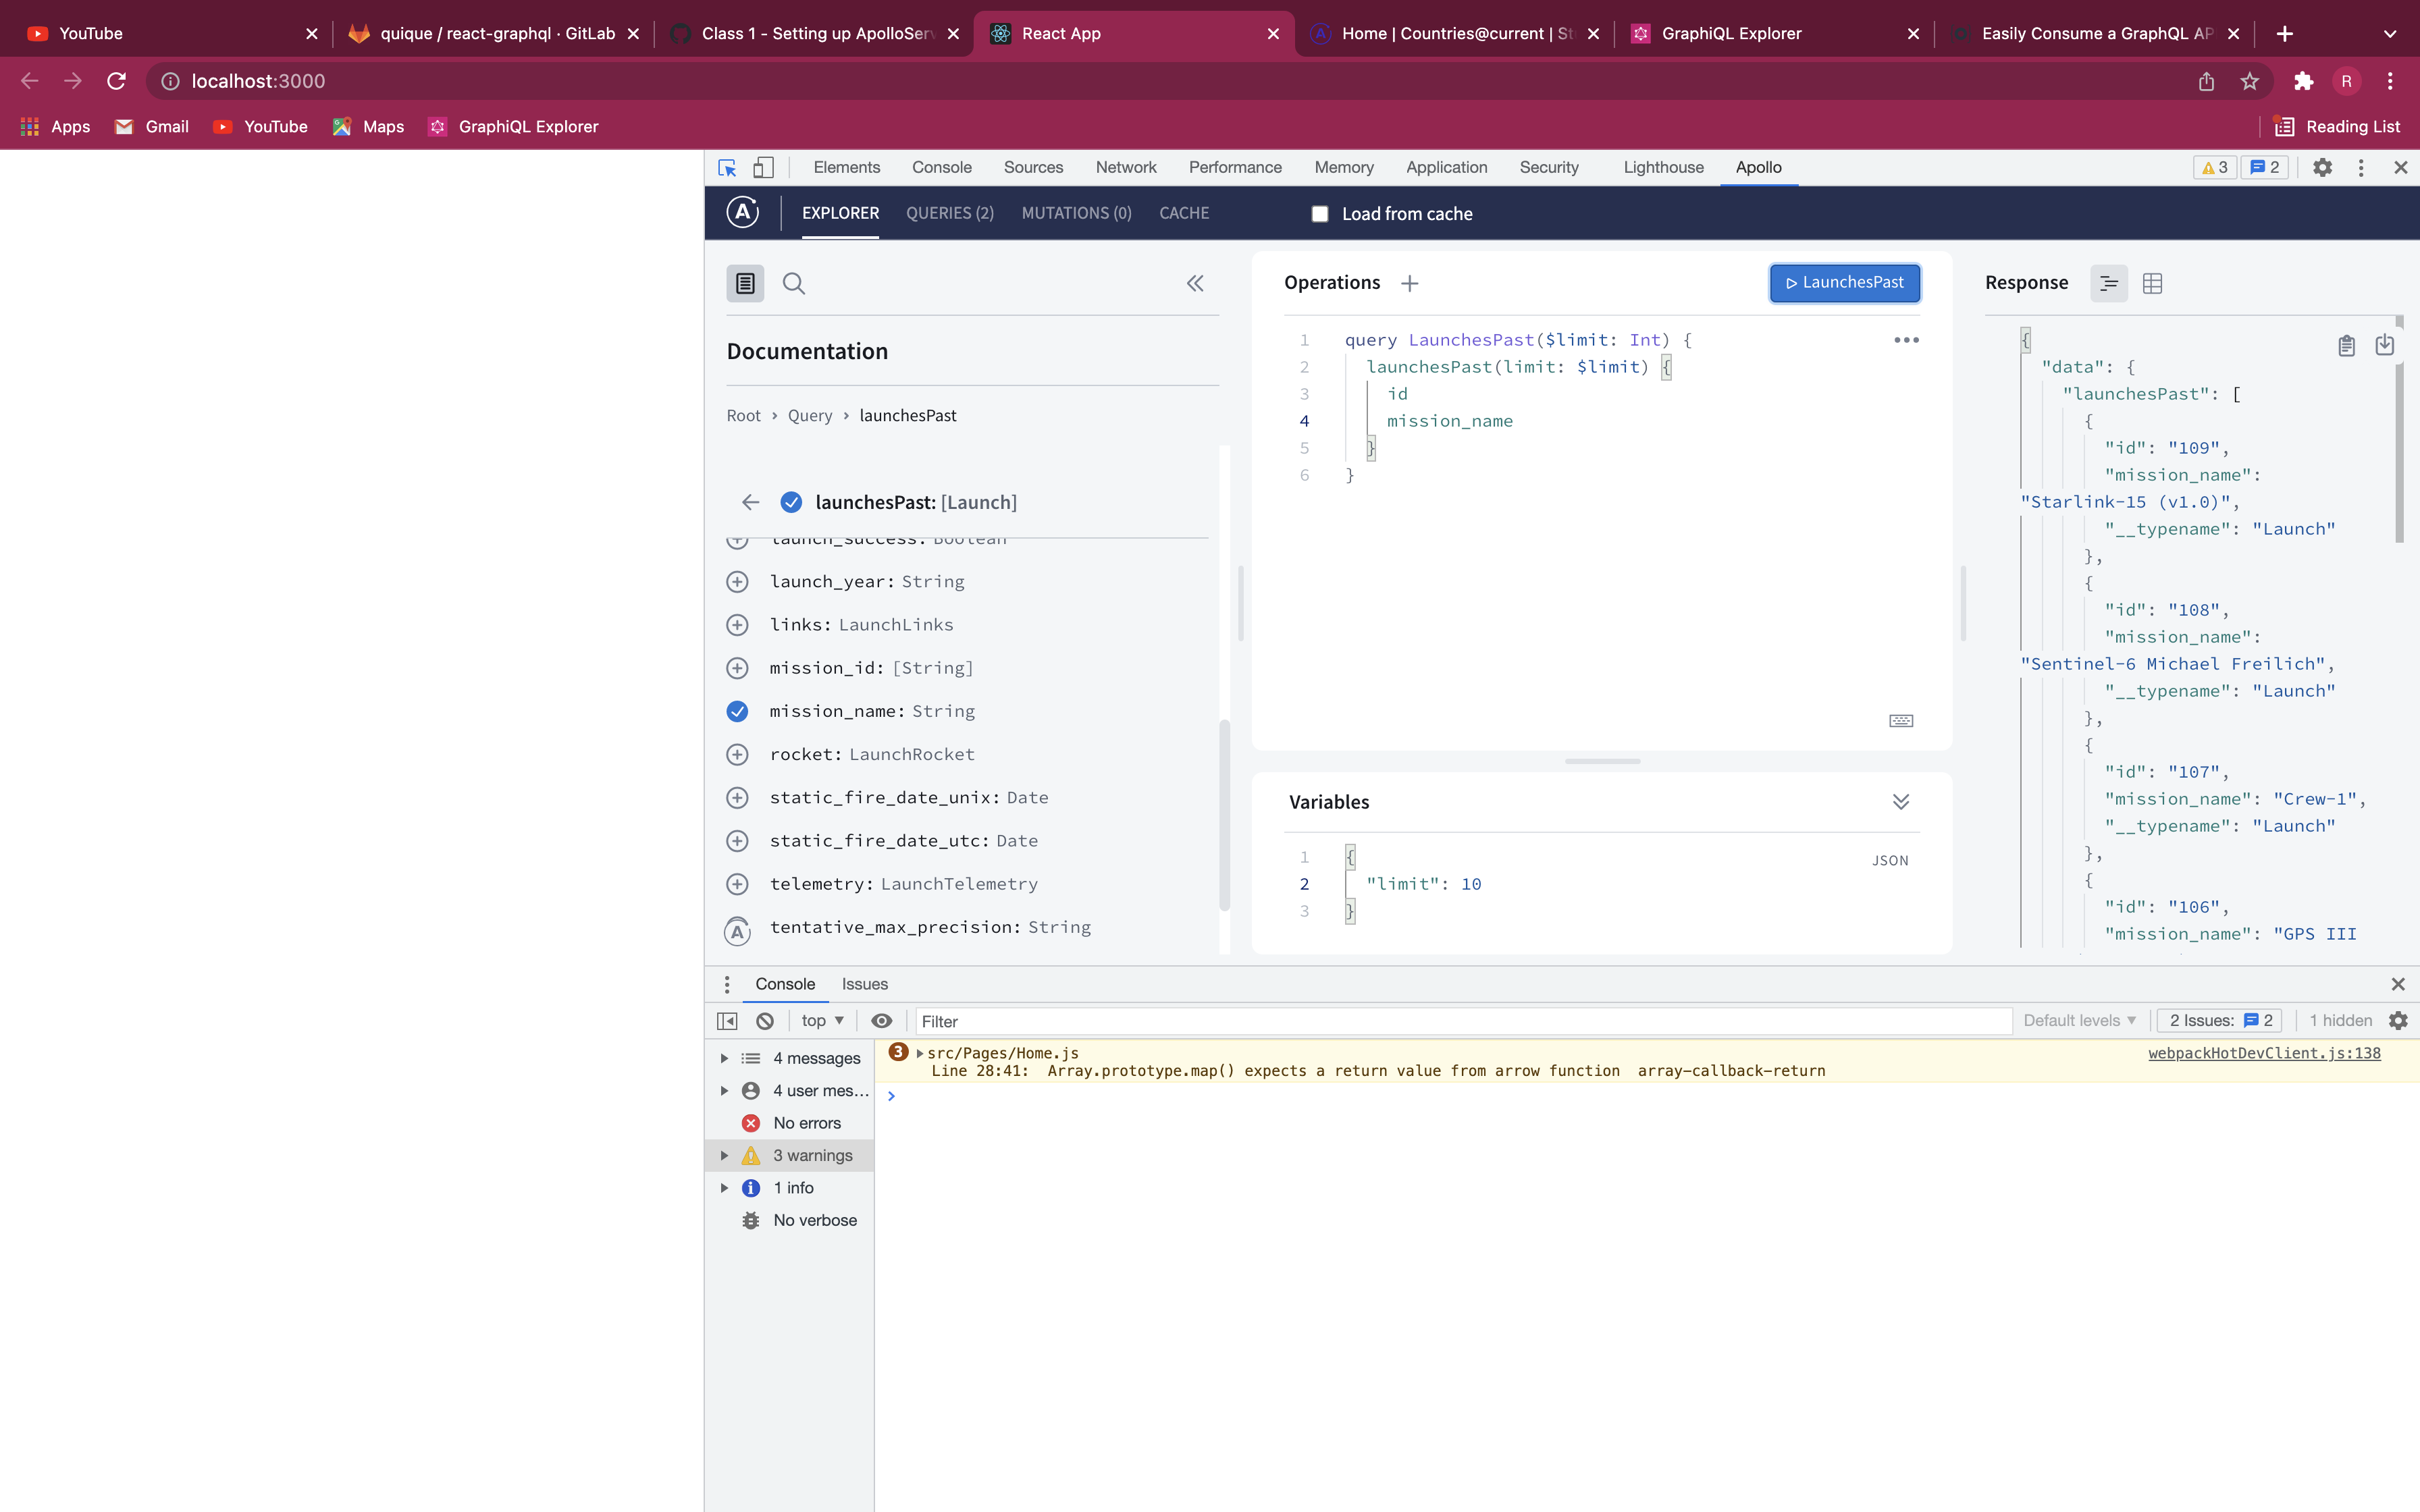 YouTube
quique / react-graphql · GitLab
Class 1 - Setting up ApolloServ
React App
Home | Countries@current | St
GraphiQL Explorer
Easily Consume a GraphQL AP
localhost:3000
R
Apps
Gmail
YouTube
Maps
GraphiQL Explorer
Reading List
Elements
Console
Sources
Network
Performance
Memory
Application
Security
Lighthouse
Apollo
3
2
EXPLORER
QUERIES (2)
MUTATIONS (0)
CACHE
Load from cache
Documentation
Root › Query › launchesPast
launchesPast: [Launch]
launch_success: Boolean
launch_year: String
links: LaunchLinks
mission_id: [String]
mission_name: String
rocket: LaunchRocket
static_fire_date_unix: Date
static_fire_date_utc: Date
telemetry: LaunchTelemetry
tentative_max_precision: String
Operations
LaunchesPast
1 query LaunchesPast($limit: Int) {
2 launchesPast(limit: $limit) {
3 id
4 mission_name
5 }
6 }
Variables
JSON
1 {
2 "limit": 10
3 }
Response
{
"data": {
"launchesPast": [
{
"id": "109",
"mission_name":
"Starlink-15 (v1.0)",
"__typename": "Launch"
},
{
"id": "108",
"mission_name":
"Sentinel-6 Michael Freilich",
"__typename": "Launch"
},
{
"id": "107",
"mission_name": "Crew-1",
"__typename": "Launch"
},
{
"id": "106",
"mission_name": "GPS III
Console
Issues
top
Filter
Default levels
2 Issues: 2
1 hidden
4 messages
4 user mes…
No errors
3 warnings
1 info
No verbose
3 src/Pages/Home.js
webpackHotDevClient.js:138
Line 28:41: Array.prototype.map() expects a return value from arrow function array-callback-return